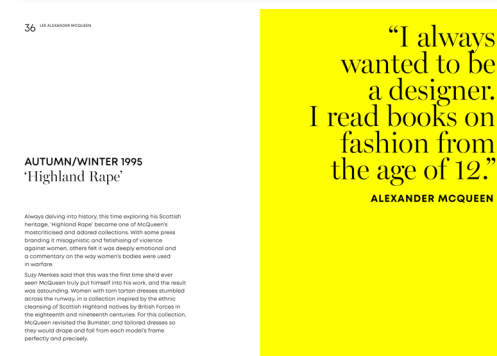 36 LEE ALEXANDER MCQUEEN
AUTUMN/WINTER 1995
‘Highland Rape’
Always delving into history, this time exploring his Scottish
heritage, ‘Highland Rape’ became one of McQueen’s
mostcriticised and adored collections. With some press
branding it misogynistic and fetishising of violence
against women, others felt it was deeply emotional and
a commentary on the way women’s bodies were used
in warfare.
Suzy Menkes said that this was the first time she’d ever
seen McQueen truly put himself into his work, and the result
was astounding. Women with torn tartan dresses stumbled
across the runway, in a collection inspired by the ethnic
cleansing of Scottish Highland natives by British Forces in
the eighteenth and nineteenth centuries. For this collection,
McQueen revisited the Bumster, and tailored dresses so
they would drape and fall from each model’s frame
perfectly and precisely.
“I always
wanted to be
a designer.
I read books on
fashion from
the age of 12.”
ALEXANDER MCQUEEN